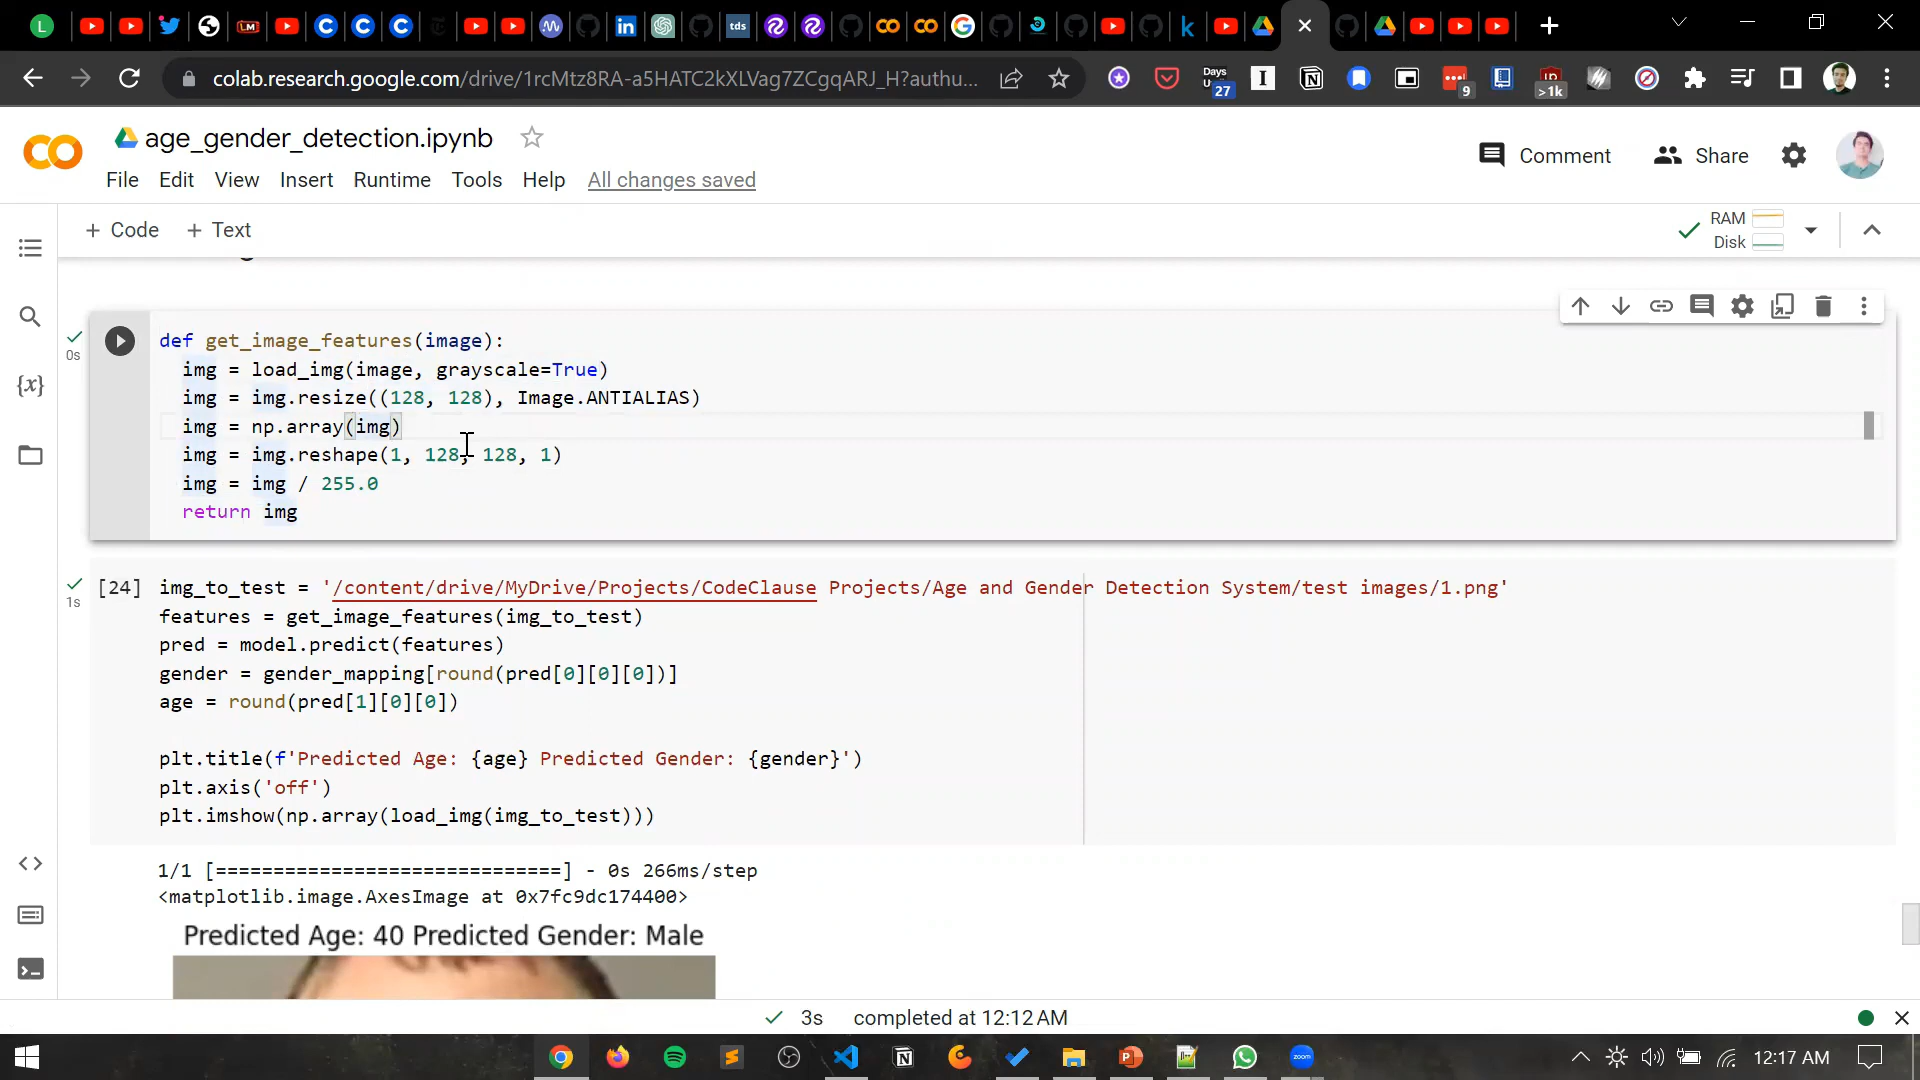 colab.research.google.com/drive/1rcMtz8RA-a5HATC2kXLVag7ZCgqARJ_H?authu...
Days
27
9
>1k
age_gender_detection.ipynb
File Edit View Insert Runtime Tools Help All changes saved
Comment Share
+ Code + Text
RAM
Disk
def get_image_features(image):
img = load_img(image, grayscale=True)
img = img.resize((128, 128), Image.ANTIALIAS)
img = np.array(img)
img = img.reshape(1, 128, 128, 1)
img = img / 255.0
return img
0s
[24] img_to_test = '/content/drive/MyDrive/Projects/CodeClause Projects/Age and Gender Detection System/test images/1.png'
1s
features = get_image_features(img_to_test)
pred = model.predict(features)
gender = gender_mapping[round(pred[0][0][0])]
age = round(pred[1][0][0])
plt.title(f'Predicted Age: {age} Predicted Gender: {gender}')
plt.axis('off')
plt.imshow(np.array(load_img(img_to_test)))
1/1 [==============================] - 0s 266ms/step
<matplotlib.image.AxesImage at 0x7fc9dc174400>
Predicted Age: 40 Predicted Gender: Male
3s completed at 12:12 AM
12:17 AM